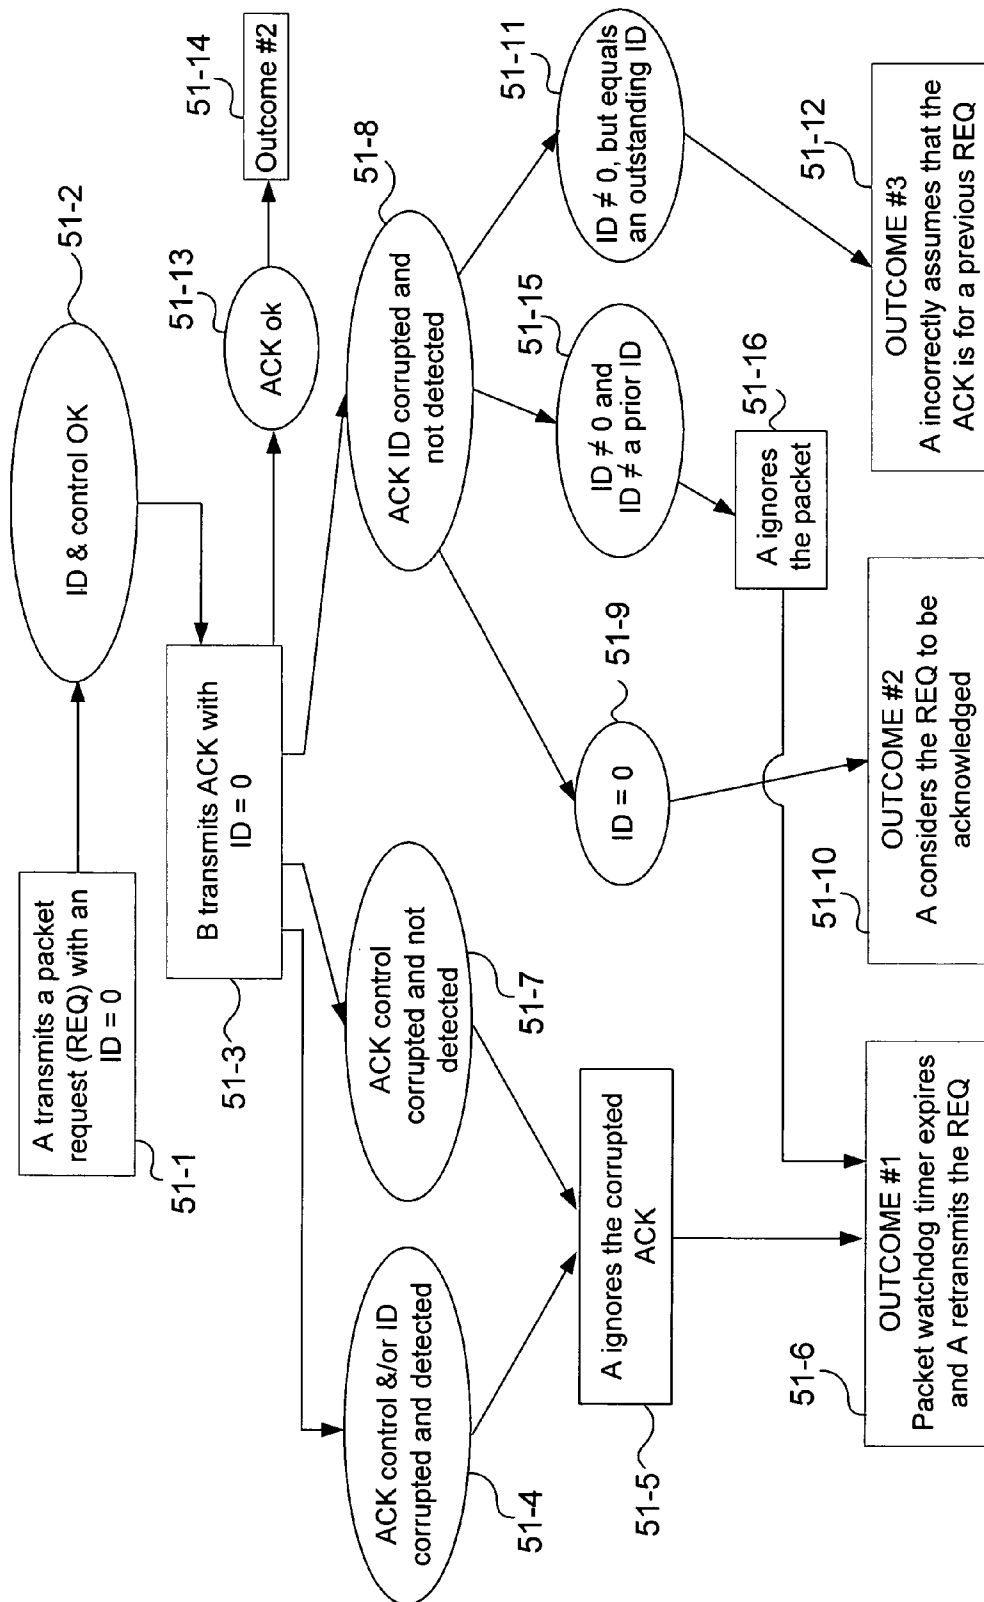 A transmits a packet
request (REQ) with an
ID = 0
51-1
ID & control OK
51-2
B transmits ACK with
ID = 0
51-3
ACK ok
51-13
Outcome #2
51-14
ACK control &/or ID
corrupted and detected
51-4
ACK control
corrupted and not
detected
51-7
ACK ID corrupted and
not detected
51-8
A ignores the corrupted
ACK
51-5
ID = 0
51-9
ID ≠ 0 and
ID ≠ a prior ID
51-15
ID ≠ 0, but equals
an outstanding ID
51-11
A ignores
the packet
51-16
OUTCOME #1
Packet watchdog timer expires
and A retransmits the REQ
51-6
OUTCOME #2
A considers the REQ to be
acknowledged
51-10
OUTCOME #3
A incorrectly assumes that the
ACK is for a previous REQ
51-12